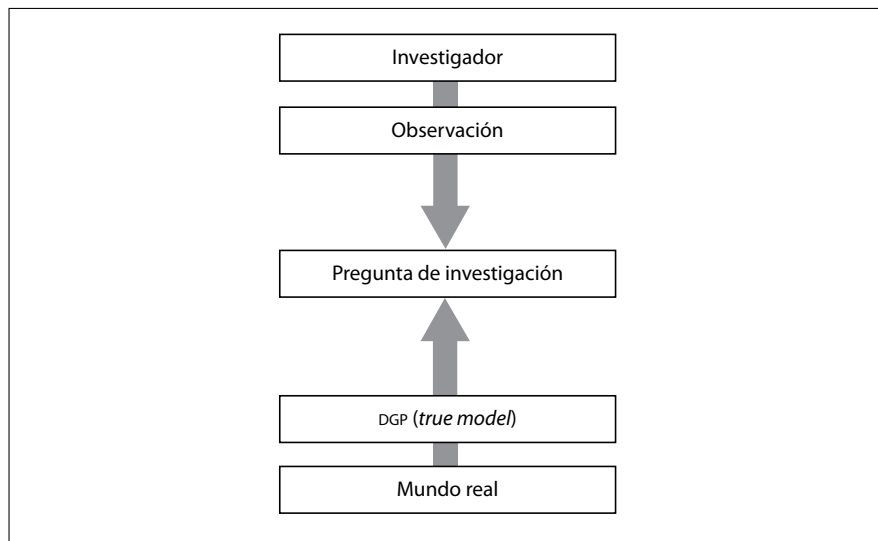 Investigador
Observación
Pregunta de investigación
DGP (true model)
Mundo real